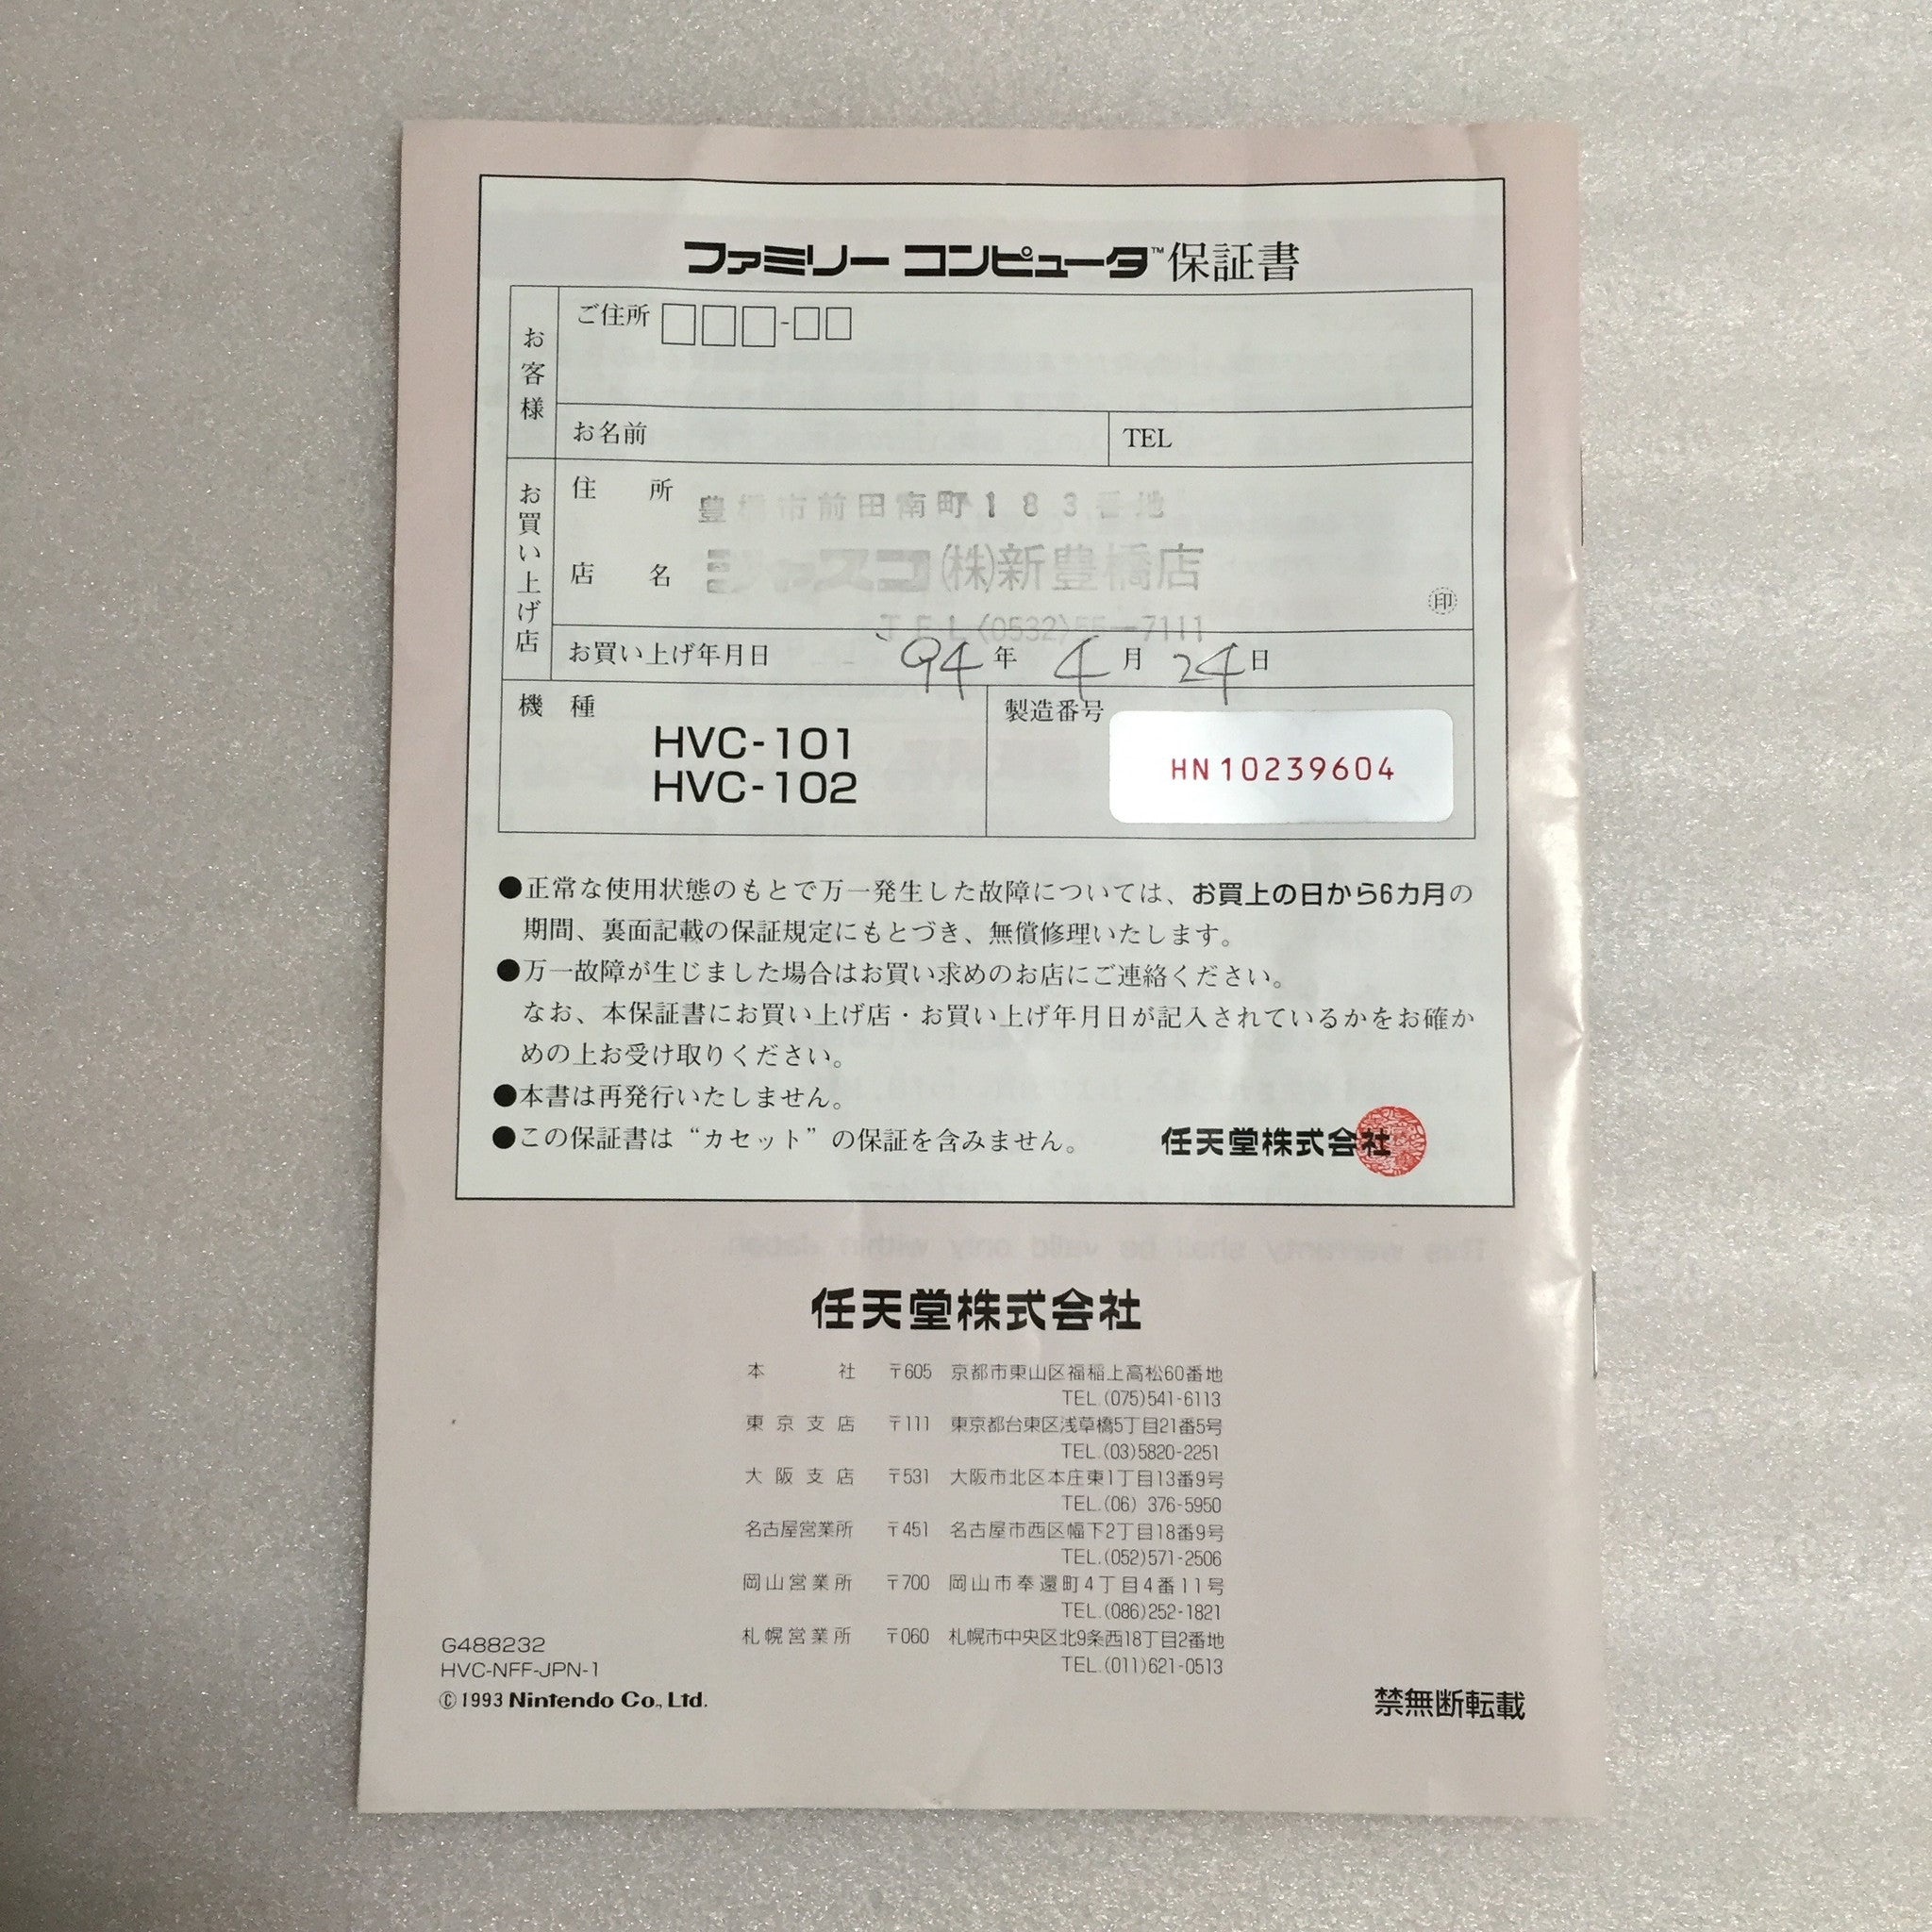 ファミリー コンピュータ™保証書
お客様
ご住所 □□□-□□
お名前
TEL
お買い上げ店
住所 豊橋市前田南町183番地
店名 ジャスコ(株)新豊橋店
TEL(0532)55-7111
印
お買い上げ年月日 '94年 4月 24日
機種
HVC-101
HVC-102
製造番号
HN10239604
●正常な使用状態のもとで万一発生した故障については、お買上の日から6カ月の
期間、裏面記載の保証規定にもとづき、無償修理いたします。
●万一故障が生じました場合はお買い求めのお店にご連絡ください。
なお、本保証書にお買い上げ店・お買い上げ年月日が記入されているかをお確か
めの上お受け取りください。
●本書は再発行いたしません。
●この保証書は“カセット”の保証を含みません。
任天堂株式会社
任天堂株式会社
本社 〒605 京都市東山区福稲上高松60番地
TEL.(075)541-6113
東京支店 〒111 東京都台東区浅草橋5丁目21番5号
TEL.(03)5820-2251
大阪支店 〒531 大阪市北区本庄東1丁目13番9号
TEL.(06) 376-5950
名古屋営業所 〒451 名古屋市西区幅下2丁目18番9号
TEL.(052)571-2506
岡山営業所 〒700 岡山市奉還町4丁目4番11号
TEL.(086)252-1821
札幌営業所 〒060 札幌市中央区北9条西18丁目2番地
TEL.(011)621-0513
G488232
HVC-NFF-JPN-1
©1993 Nintendo Co., Ltd.
禁無断転載